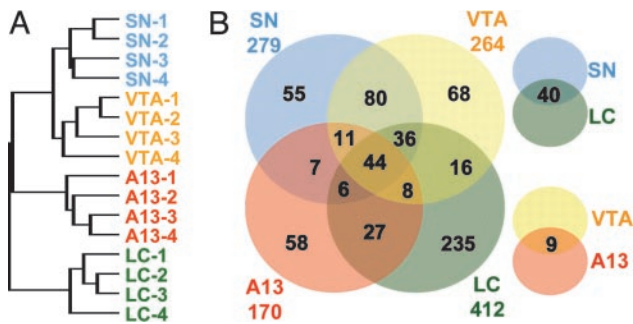 A
SN-1
SN-2
SN-3
SN-4
VTA-1
VTA-2
VTA-3
VTA-4
A13-1
A13-2
A13-3
A13-4
LC-1
LC-2
LC-3
LC-4
B
SN
279
VTA
264
55
80
68
11
36
7
44
16
6
8
58
27
235
A13
170
LC
412
SN
40
LC
VTA
9
A13